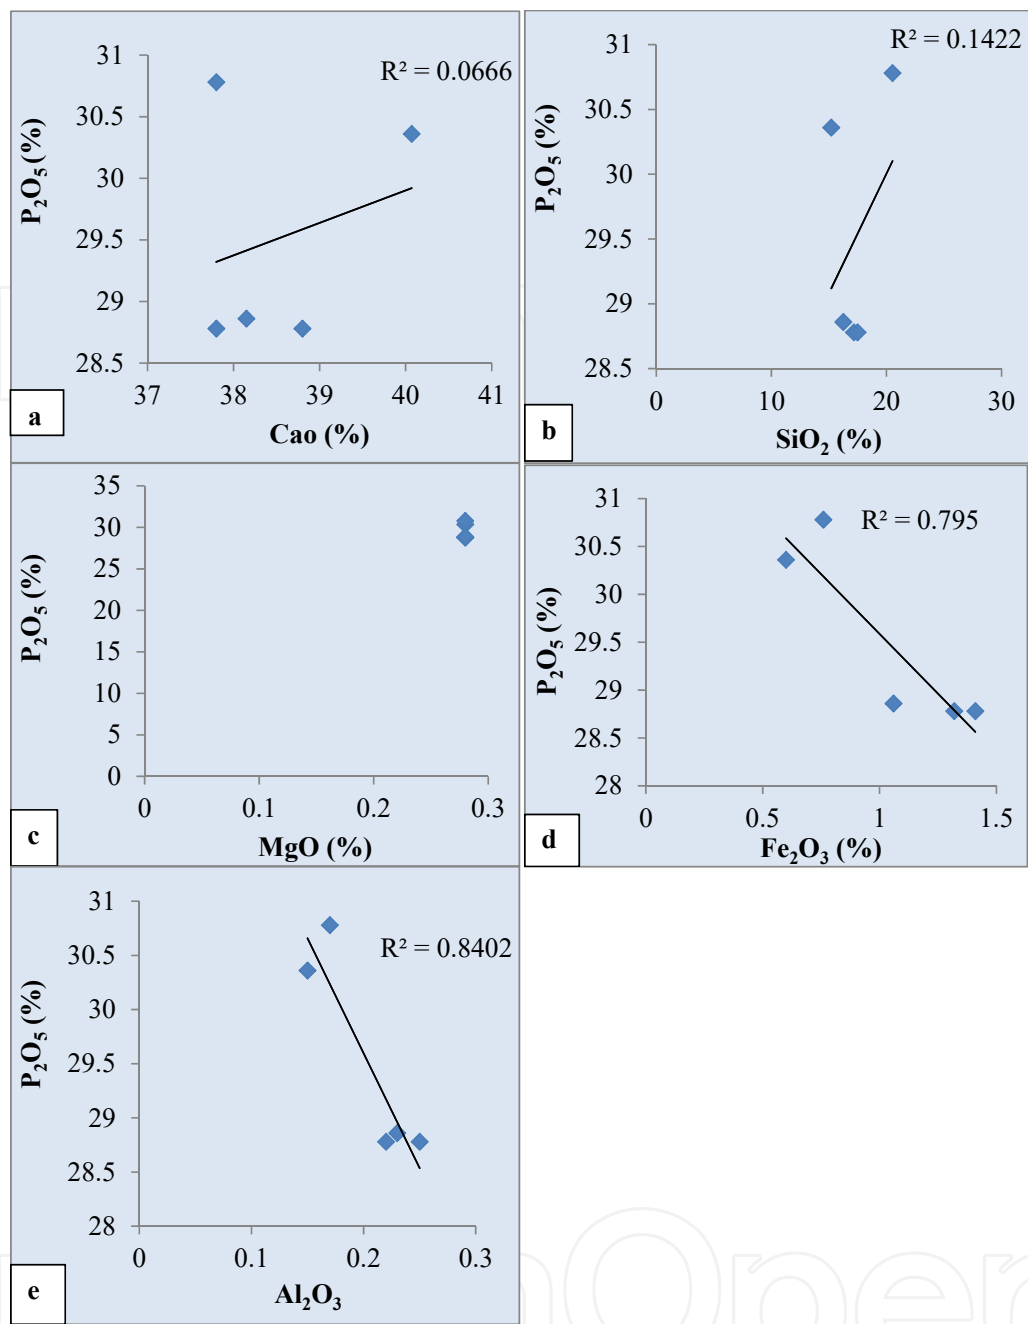 R² = 0.0666
31
30.5
30
29.5
29
28.5
P₂O₅ (%)
37
38
39
40
41
Cao (%)
a
R² = 0.1422
31
30.5
30
29.5
29
28.5
P₂O₅ (%)
0
10
20
30
SiO₂ (%)
b
35
30
25
20
15
10
5
0
P₂O₅ (%)
0
0.1
0.2
0.3
MgO (%)
c
R² = 0.795
31
30.5
30
29.5
29
28.5
28
P₂O₅ (%)
0
0.5
1
1.5
Fe₂O₃ (%)
d
R² = 0.8402
31
30.5
30
29.5
29
28.5
28
P₂O₅ (%)
0
0.1
0.2
0.3
Al₂O₃
e